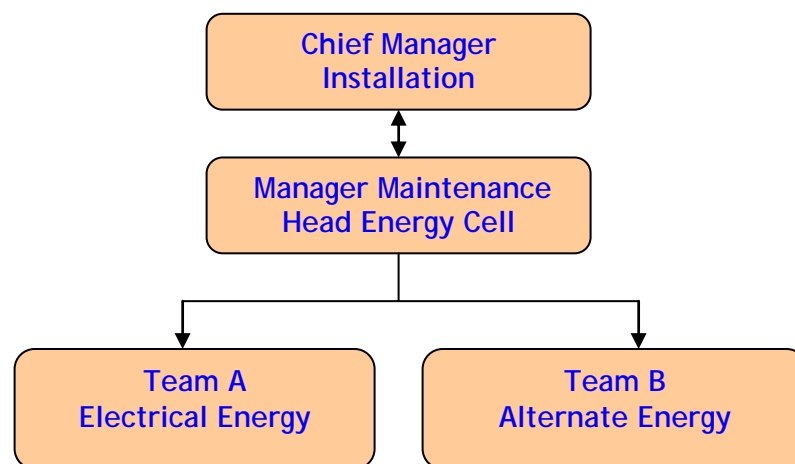 Chief Manager
Installation
Manager Maintenance
Head Energy Cell
Team A
Electrical Energy
Team B
Alternate Energy